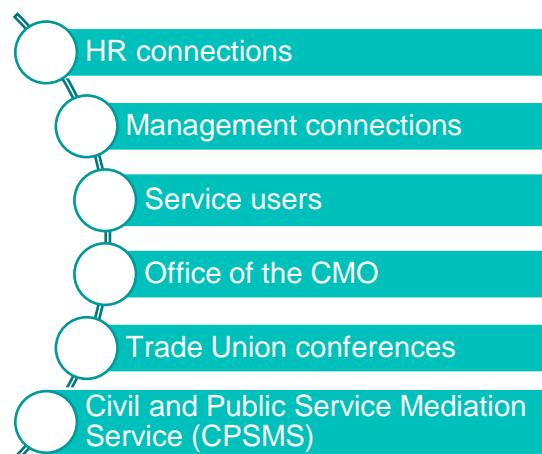 HR connections
Management connections
Service users
Office of the CMO
Trade Union conferences
Civil and Public Service Mediation
Service (CPSMS)